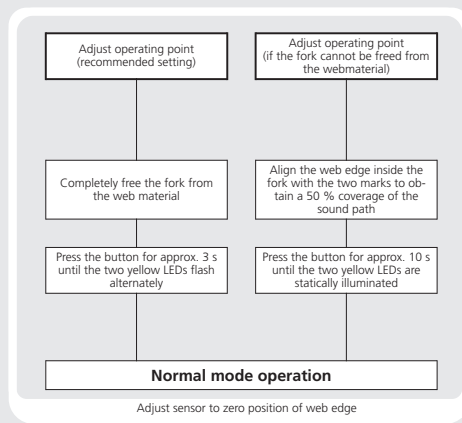 Adjust operating point
(recommended setting)
Adjust operating point
(if the fork cannot be freed from
the webmaterial)
Completely free the fork from
the web material
Align the web edge inside the
fork with the two marks to ob-
tain a 50 % coverage of the
sound path
Press the button for approx. 3 s
until the two yellow LEDs flash
alternately
Press the button for approx. 10 s
until the two yellow LEDs are
statically illuminated
Normal mode operation
Adjust sensor to zero position of web edge